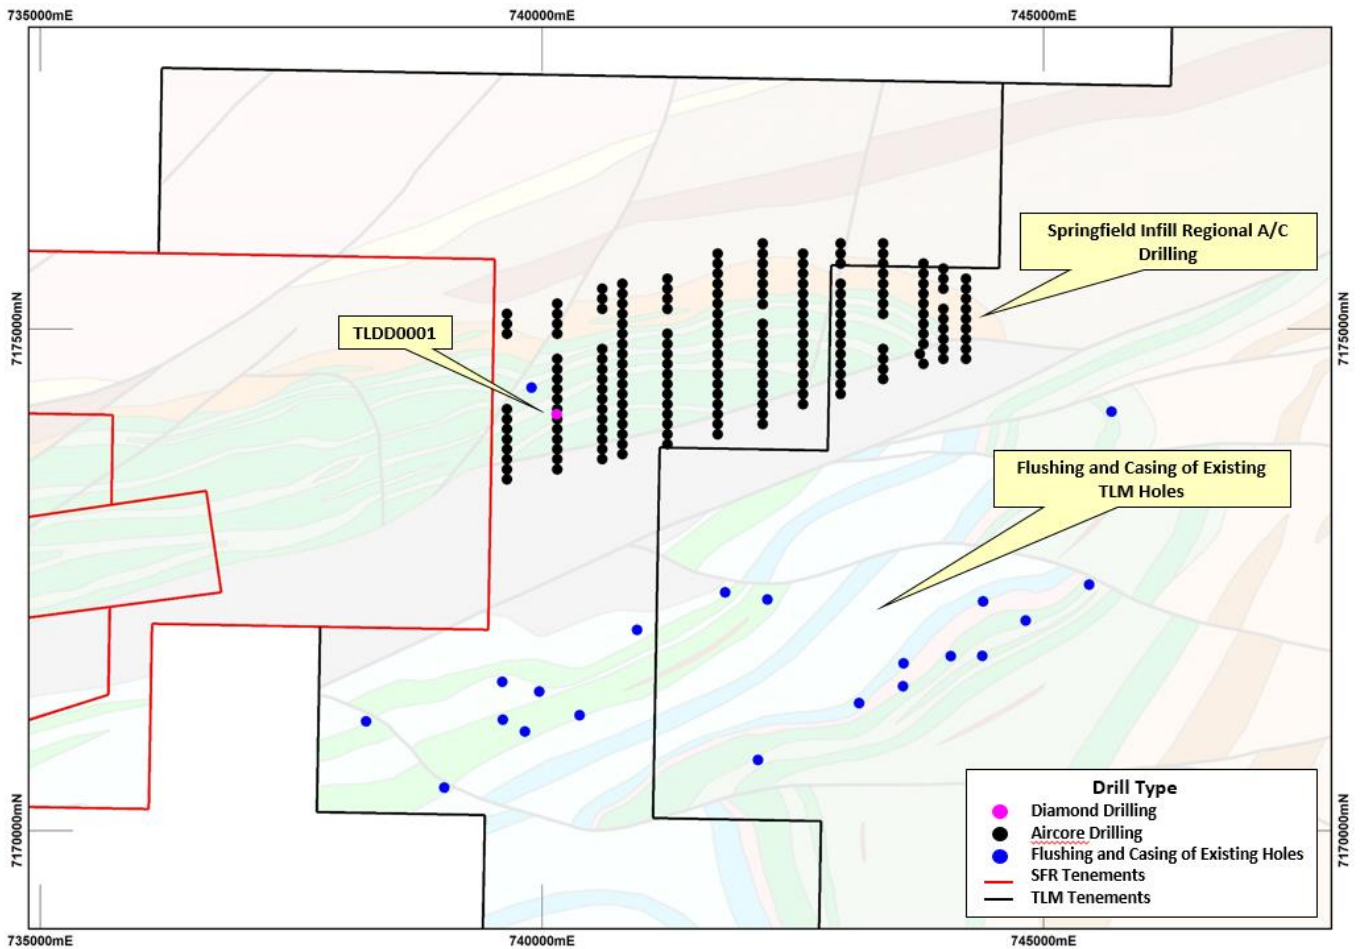 735000mE
740000mE
745000mE
Springfield Infill Regional A/C
Drilling
7175000mN
7175000mN
TLDD0001
Flushing and Casing of Existing
TLM Holes
Drill Type
Diamond Drilling
Aircore Drilling
Flushing and Casing of Existing Holes
SFR Tenements
TLM Tenements
7170000mN
7170000mN
735000mE
740000mE
745000mE